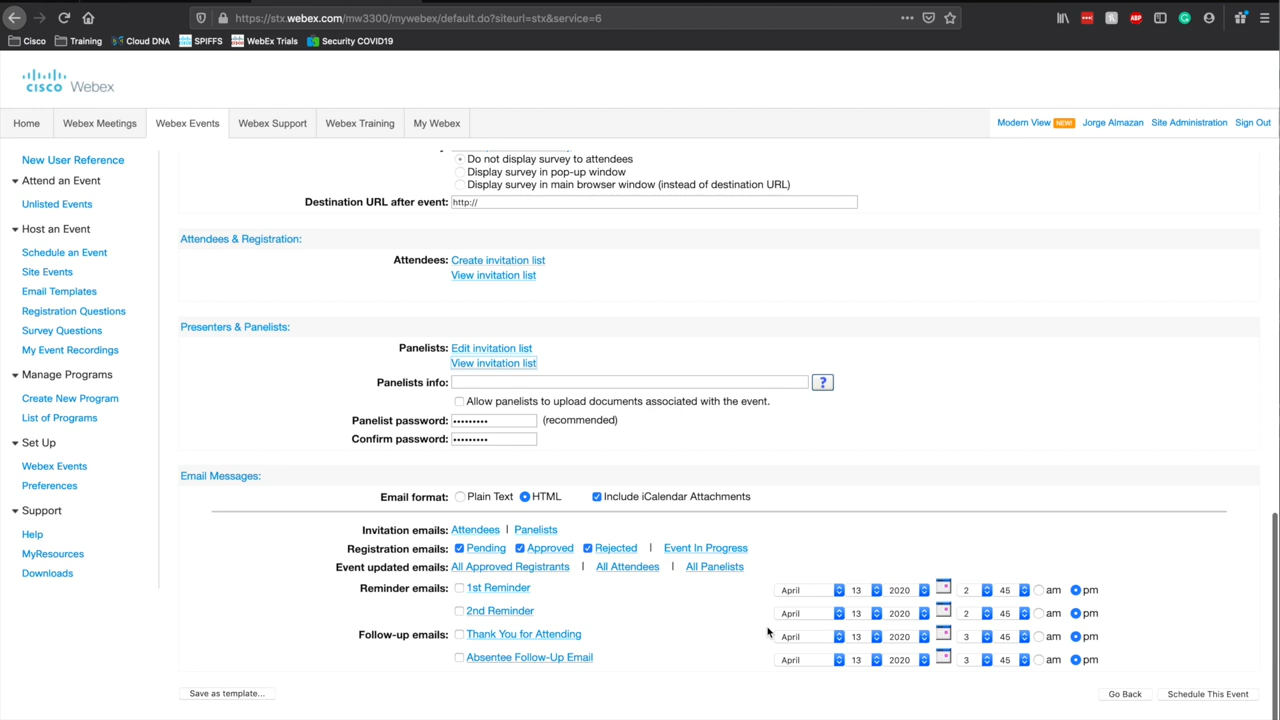 https://stx.webex.com/mw3300/mywebex/default.do?siteurl=stx&service=6
Cisco Training Cloud DNA SPIFFS WebEx Trials Security COVID19
CISCO Webex
Home Webex Meetings Webex Events Webex Support Webex Training My Webex Modern View NEW! Jorge Almazan Site Administration Sign Out
New User Reference
Attend an Event
Unlisted Events
Host an Event
Schedule an Event
Site Events
Email Templates
Registration Questions
Survey Questions
My Event Recordings
Manage Programs
Create New Program
List of Programs
Set Up
Webex Events
Preferences
Support
Help
MyResources
Downloads
Do not display survey to attendees
Display survey in pop-up window
Display survey in main browser window (instead of destination URL)
Destination URL after event: http://
Attendees & Registration:
Attendees: Create invitation list
View invitation list
Presenters & Panelists:
Panelists: Edit invitation list
View invitation list
Panelists info: ?
Allow panelists to upload documents associated with the event.
Panelist password: ••••••••• (recommended)
Confirm password: •••••••••
Email Messages:
Email format: Plain Text HTML Include iCalendar Attachments
Invitation emails: Attendees | Panelists
Registration emails: Pending Approved Rejected | Event In Progress
Event updated emails: All Approved Registrants | All Attendees | All Panelists
Reminder emails: 1st Reminder April 13 2020 2 45 am pm
2nd Reminder April 13 2020 2 45 am pm
Follow-up emails: Thank You for Attending April 13 2020 3 45 am pm
Absentee Follow-Up Email April 13 2020 3 45 am pm
Save as template... Go Back Schedule This Event